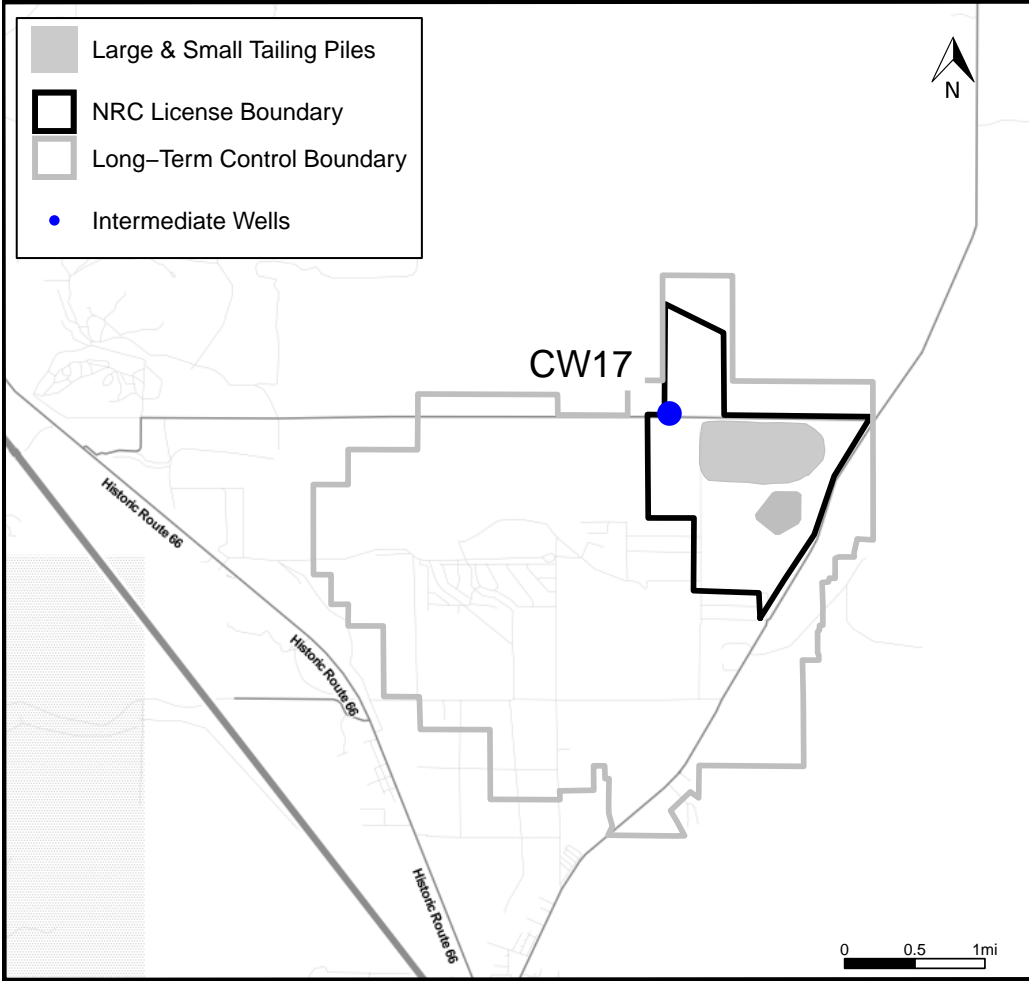 Large & Small Tailing Piles
NRC License Boundary
Long−Term Control Boundary
Intermediate Wells
N
CW17
Historic Route 66
Historic Route 66
Historic Route 66
0 0.5 1mi